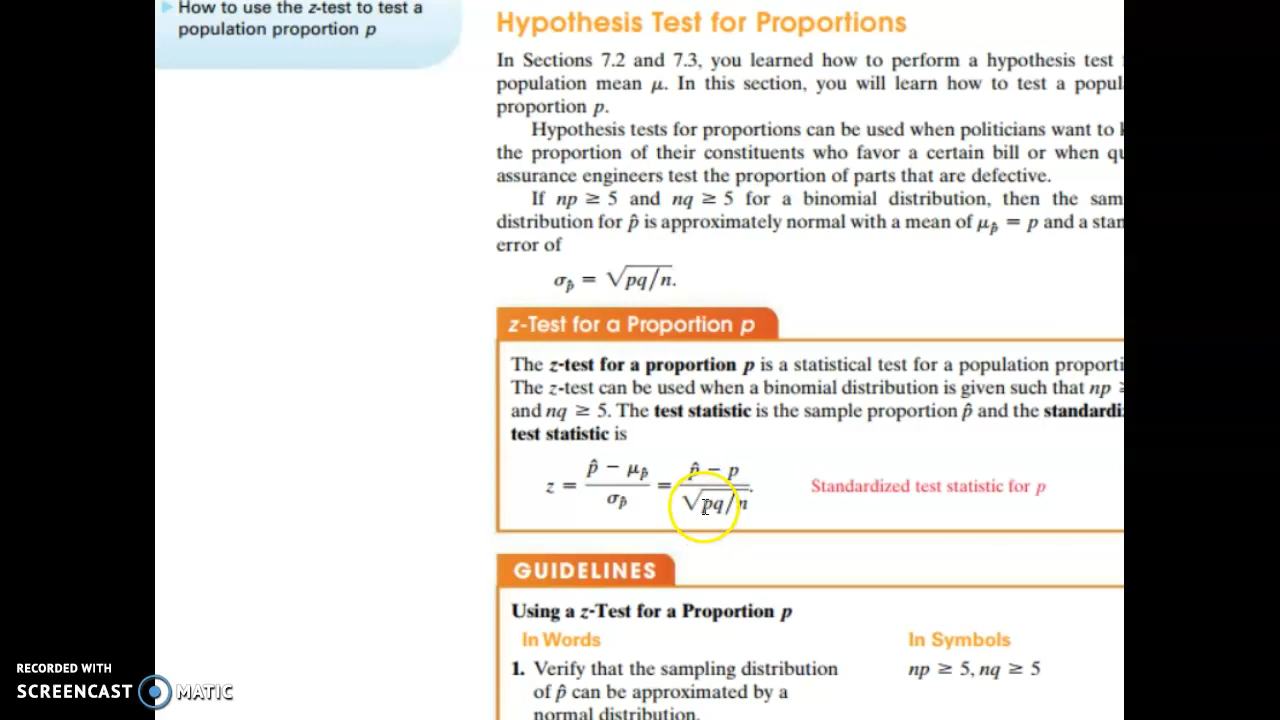 How to use the z-test to test a
population proportion p
Hypothesis Test for Proportions
In Sections 7.2 and 7.3, you learned how to perform a hypothesis test
population mean μ. In this section, you will learn how to test a popul
proportion p.
Hypothesis tests for proportions can be used when politicians want to
the proportion of their constituents who favor a certain bill or when qu
assurance engineers test the proportion of parts that are defective.
If np ≥ 5 and nq ≥ 5 for a binomial distribution, then the sam
distribution for p̂ is approximately normal with a mean of μp̂ = p and a stan
error of
σp̂ = √pq/n.
z-Test for a Proportion p
The z-test for a proportion p is a statistical test for a population proporti
The z-test can be used when a binomial distribution is given such that np ≥
and nq ≥ 5. The test statistic is the sample proportion p̂ and the standardi
test statistic is
z = (p̂ − μp̂)/σp̂ = (p̂ − p)/√pq/n. Standardized test statistic for p
GUIDELINES
Using a z-Test for a Proportion p
In Words In Symbols
1. Verify that the sampling distribution np ≥ 5, nq ≥ 5
of p̂ can be approximated by a
normal distribution.
RECORDED WITH
SCREENCAST MATIC